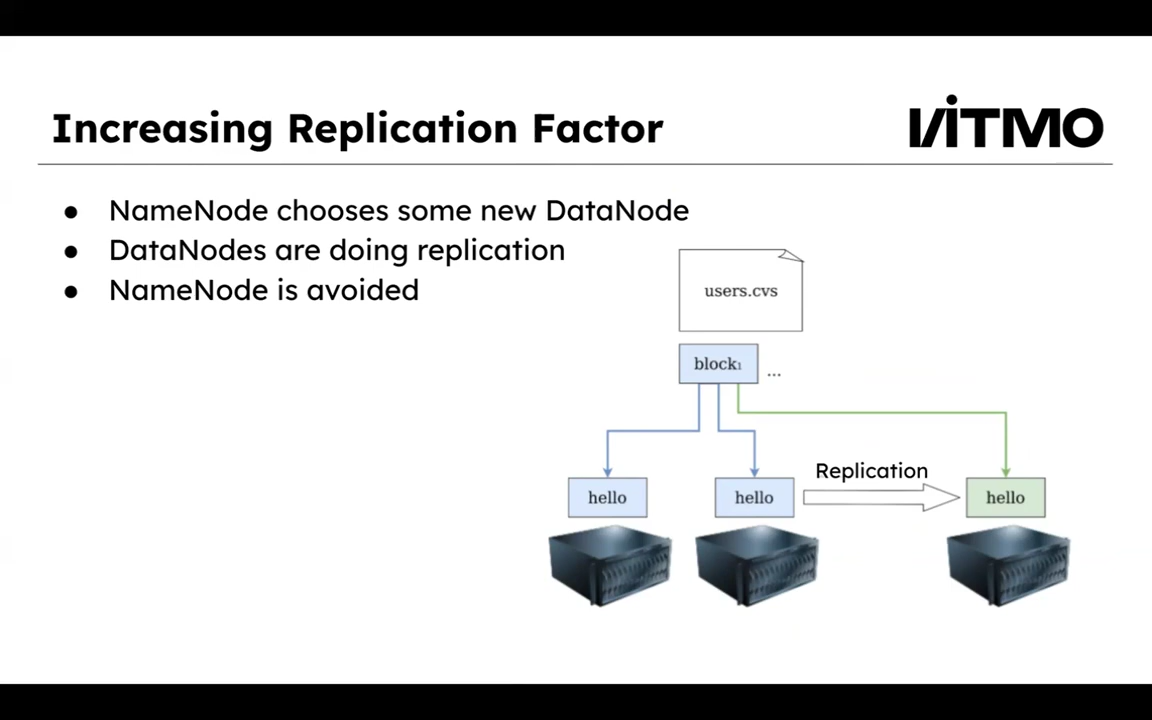 Increasing Replication Factor
ITMO
● NameNode chooses some new DataNode
● DataNodes are doing replication
● NameNode is avoided
users.cvs
block₁
...
Replication
hello
hello
hello